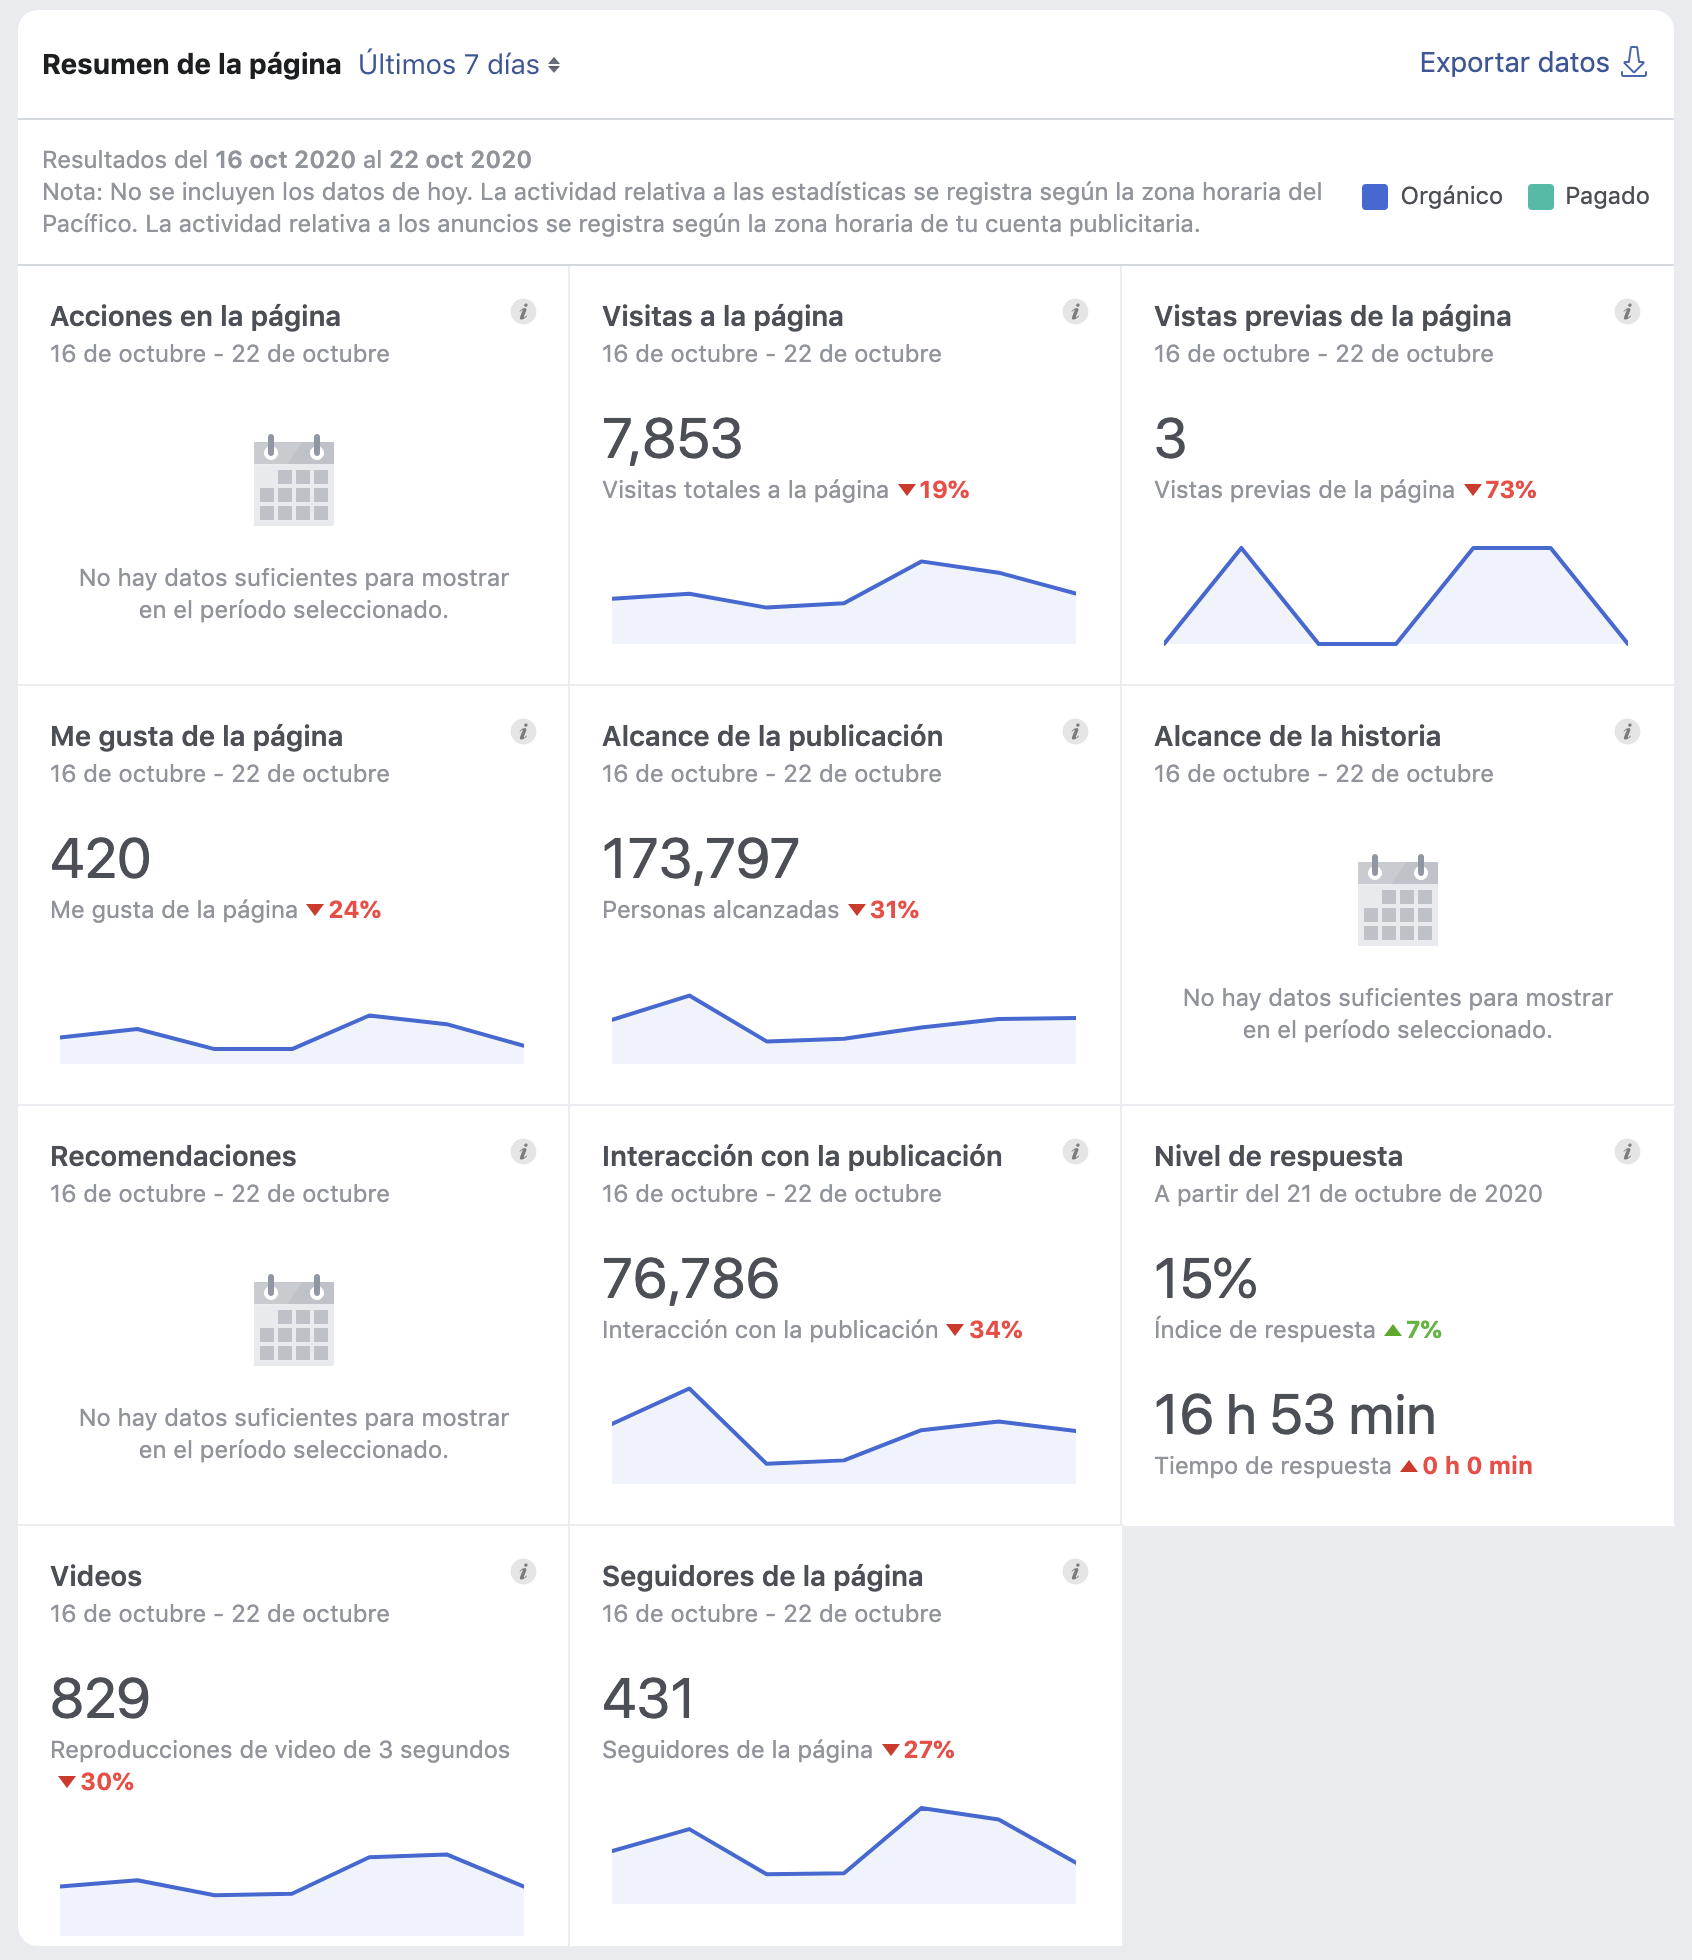 Resumen de la página Últimos 7 días
Exportar datos
Resultados del 16 oct 2020 al 22 oct 2020
Nota: No se incluyen los datos de hoy. La actividad relativa a las estadísticas se registra según la zona horaria del
Pacífico. La actividad relativa a los anuncios se registra según la zona horaria de tu cuenta publicitaria.
Orgánico
Pagado
Acciones en la página
16 de octubre - 22 de octubre
No hay datos suficientes para mostrar
en el período seleccionado.
Visitas a la página
16 de octubre - 22 de octubre
7,853
Visitas totales a la página ▼19%
Vistas previas de la página
16 de octubre - 22 de octubre
3
Vistas previas de la página ▼73%
Me gusta de la página
16 de octubre - 22 de octubre
420
Me gusta de la página ▼24%
Alcance de la publicación
16 de octubre - 22 de octubre
173,797
Personas alcanzadas ▼31%
Alcance de la historia
16 de octubre - 22 de octubre
No hay datos suficientes para mostrar
en el período seleccionado.
Recomendaciones
16 de octubre - 22 de octubre
No hay datos suficientes para mostrar
en el período seleccionado.
Interacción con la publicación
16 de octubre - 22 de octubre
76,786
Interacción con la publicación ▼34%
Nivel de respuesta
A partir del 21 de octubre de 2020
15%
Índice de respuesta ▲7%
16 h 53 min
Tiempo de respuesta ▲0 h 0 min
Videos
16 de octubre - 22 de octubre
829
Reproducciones de video de 3 segundos
▼30%
Seguidores de la página
16 de octubre - 22 de octubre
431
Seguidores de la página ▼27%